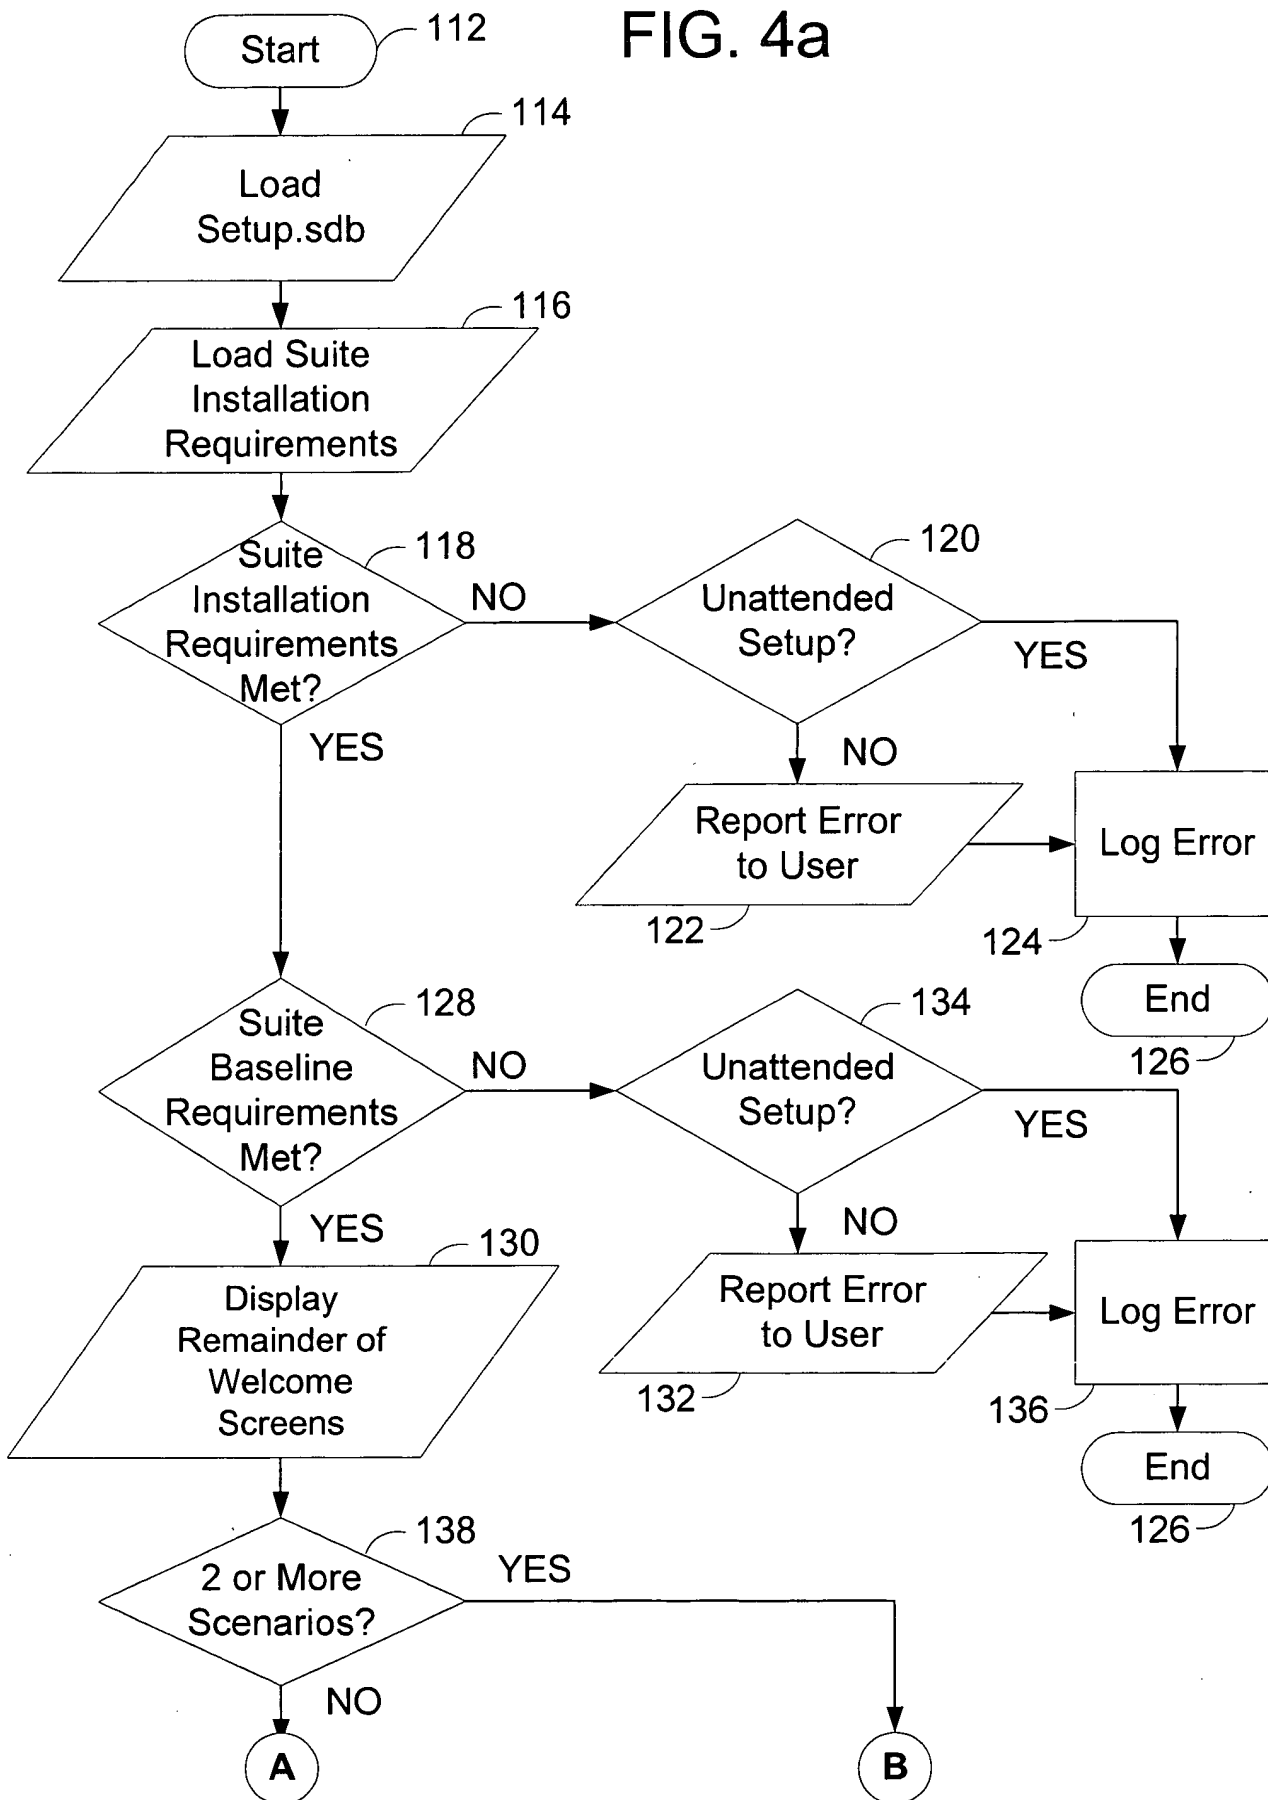 FIG. 4a
Start
112
114
Load
Setup.sdb
116
Load Suite
Installation
Requirements
118
Suite
Installation
Requirements
Met?
NO
YES
120
Unattended
Setup?
YES
NO
Report Error
to User
122
Log Error
124
End
126
128
Suite
Baseline
Requirements
Met?
NO
YES
134
Unattended
Setup?
YES
NO
Report Error
to User
132
Log Error
136
End
126
130
Display
Remainder of
Welcome
Screens
138
2 or More
Scenarios?
YES
NO
A
B